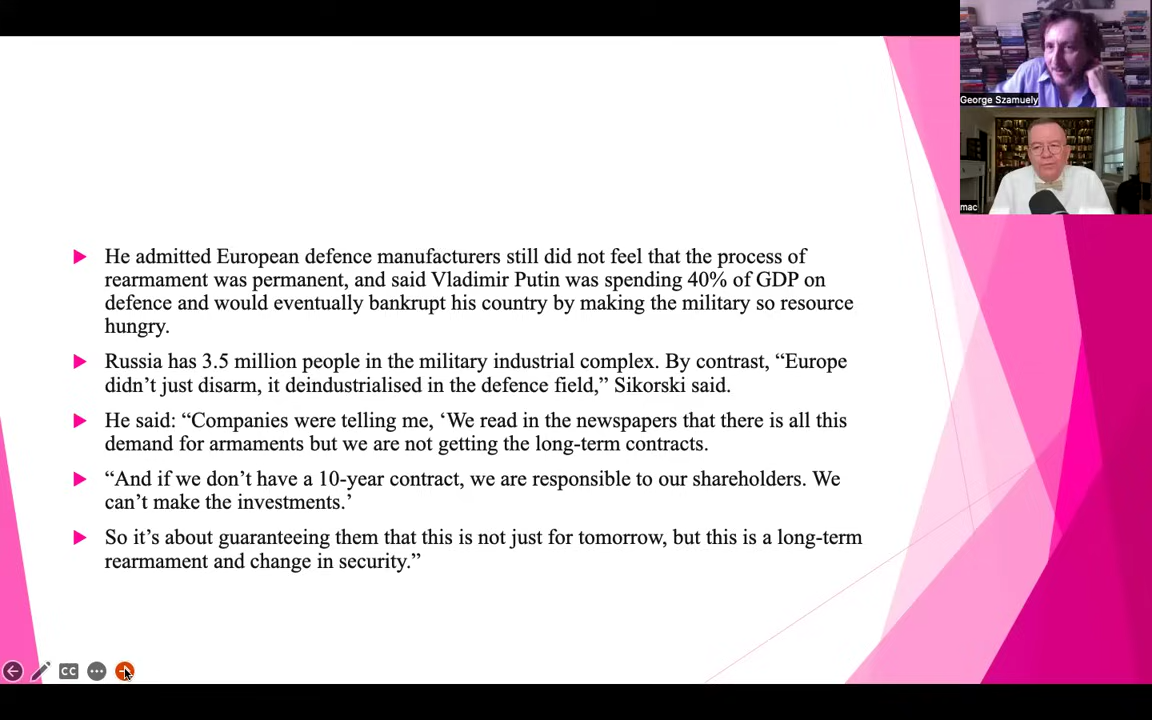 George Szamuely
mac
He admitted European defence manufacturers still did not feel that the process of
rearmament was permanent, and said Vladimir Putin was spending 40% of GDP on
defence and would eventually bankrupt his country by making the military so resource
hungry.
Russia has 3.5 million people in the military industrial complex. By contrast, “Europe
didn’t just disarm, it deindustrialised in the defence field,” Sikorski said.
He said: “Companies were telling me, ‘We read in the newspapers that there is all this
demand for armaments but we are not getting the long-term contracts.
“And if we don’t have a 10-year contract, we are responsible to our shareholders. We
can’t make the investments.’
So it’s about guaranteeing them that this is not just for tomorrow, but this is a long-term
rearmament and change in security.”
CC